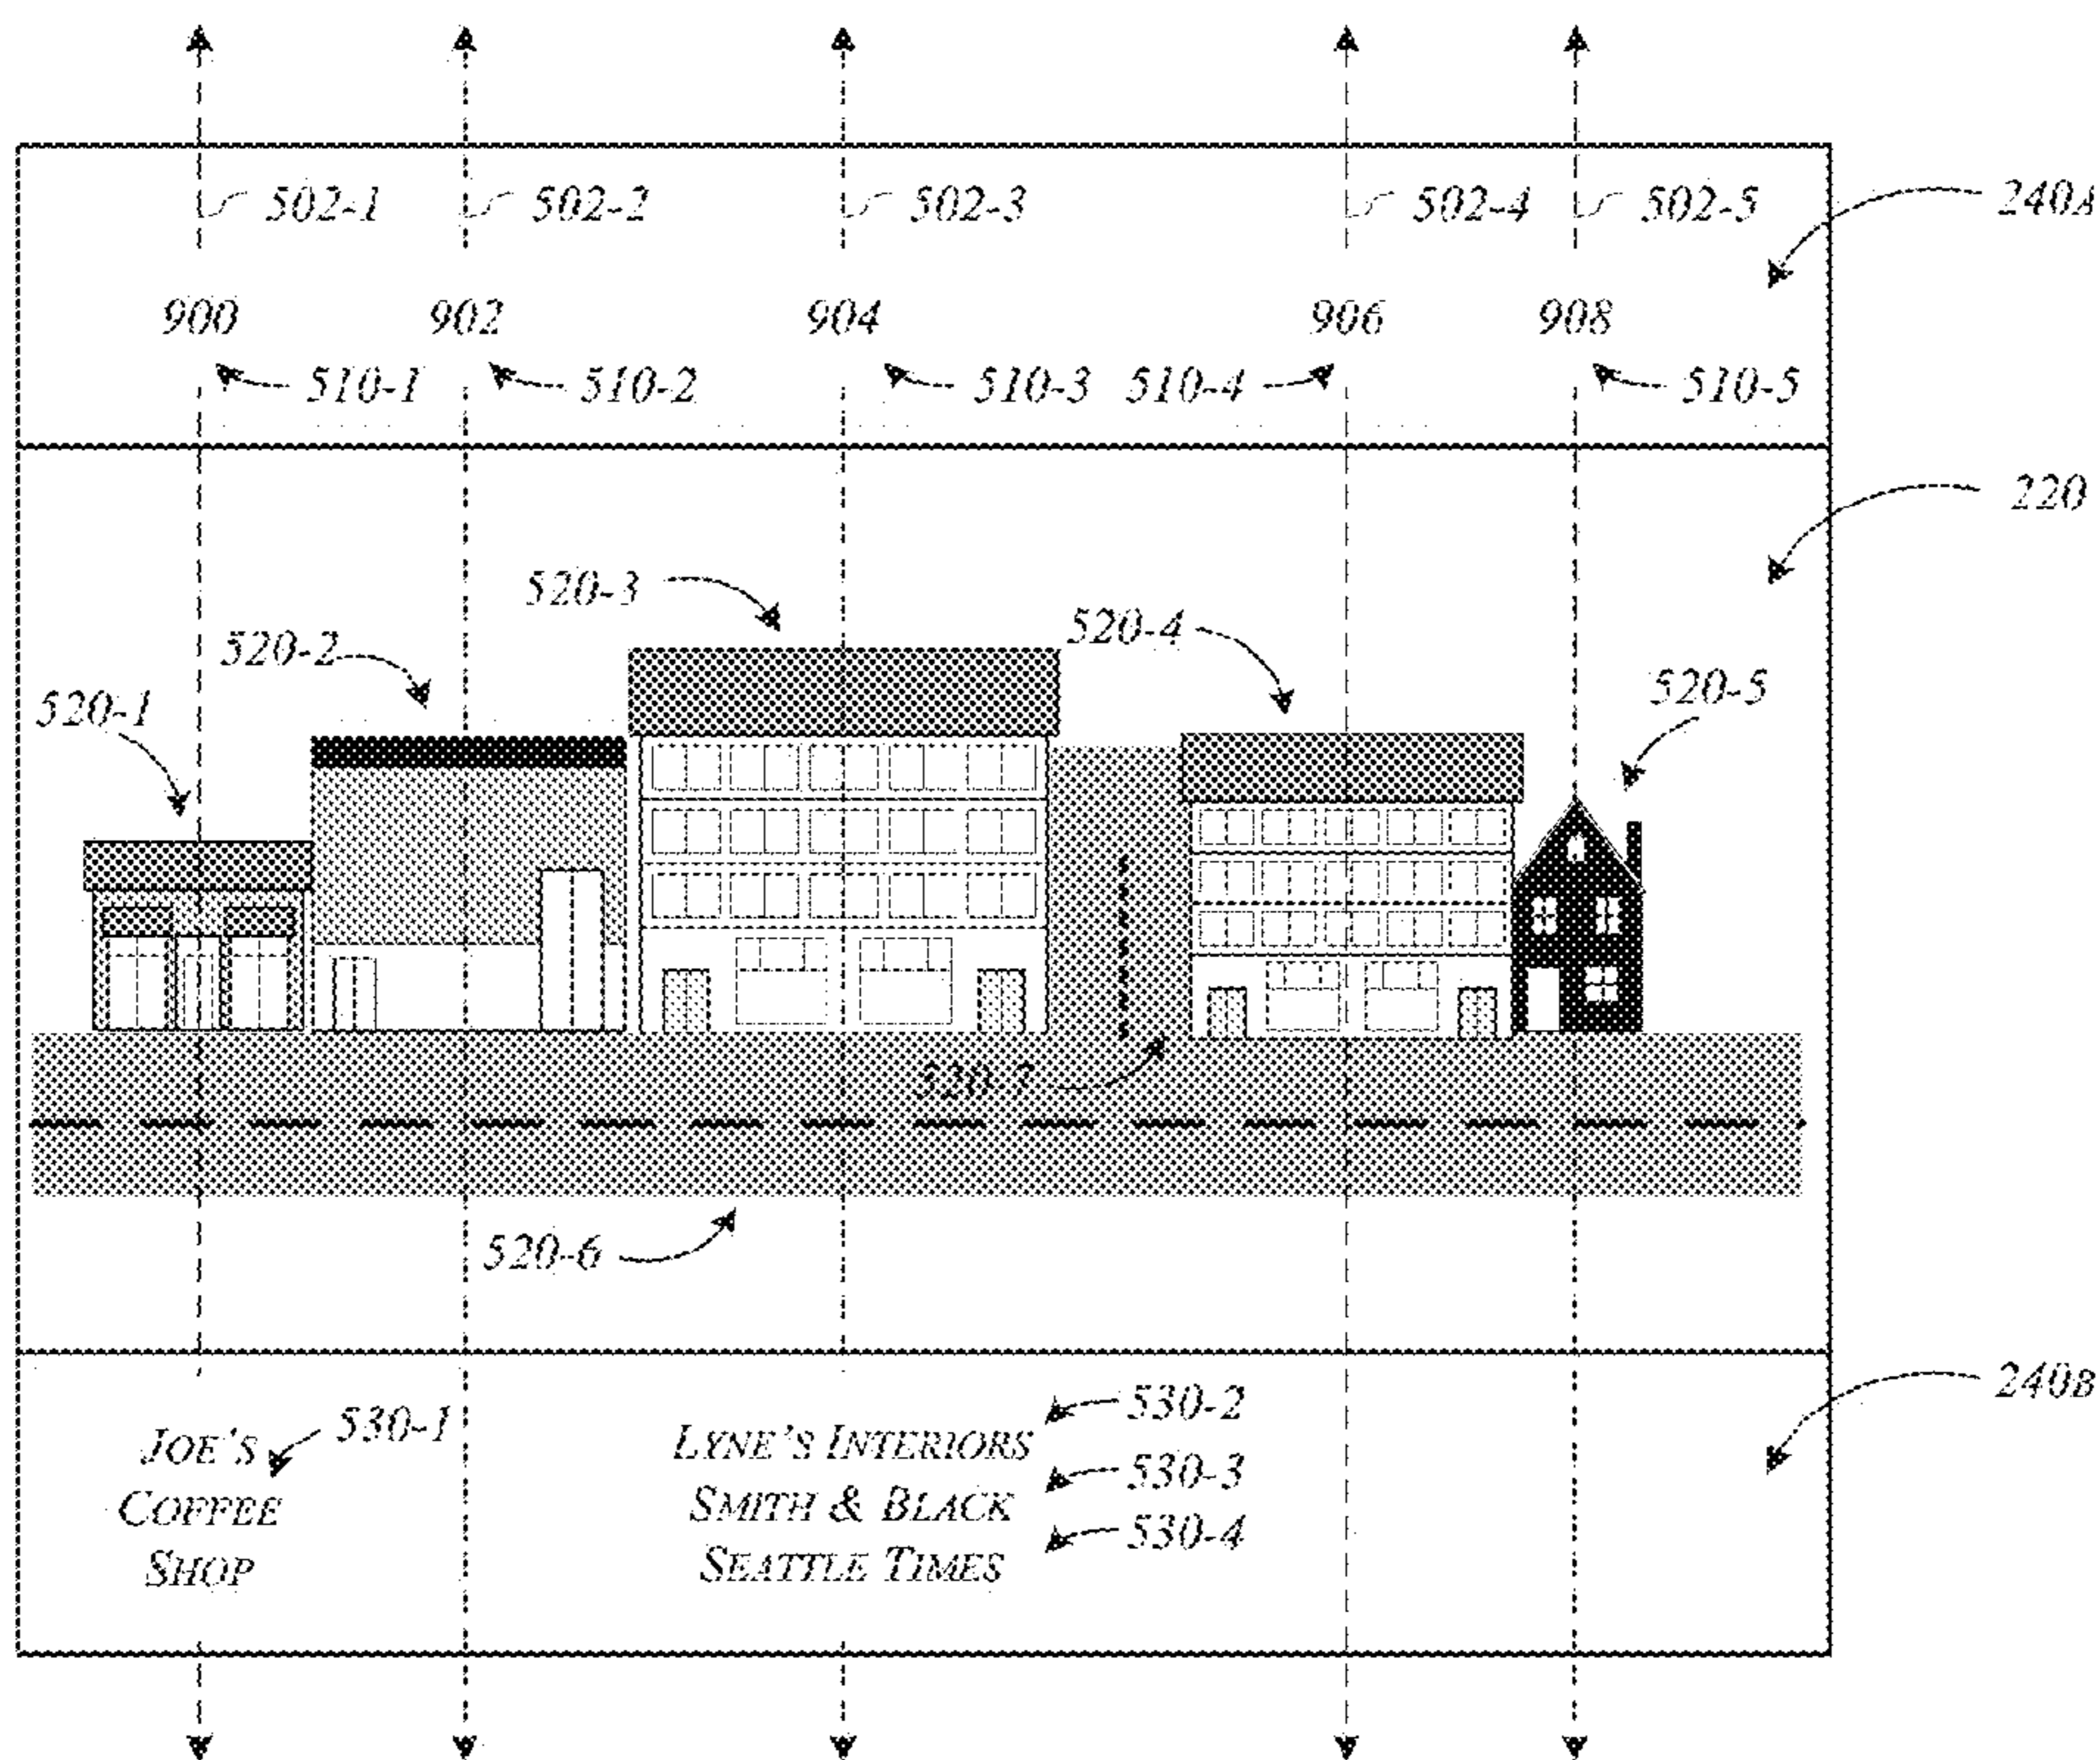 502-1 502-2 502-3 502-4 502-5 240A
900 902 904 906 908
510-1 510-2 510-3 510-4 510-5
220
520-3
520-4
520-2
520-5
520-1
520-7
520-6
240B
530-2
530-1
JOE'S
COFFEE
SHOP
LYNE'S INTERIORS
530-3
SMITH & BLACK
530-4
SEATTLE TIMES